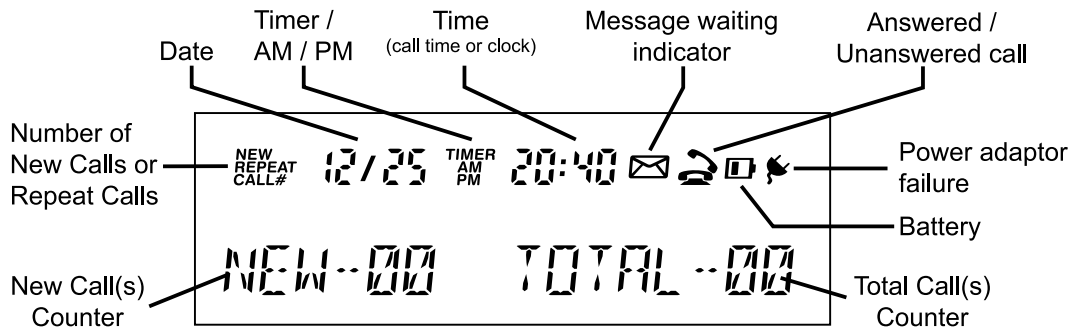 Timer /
AM / PM
Time
(call time or clock)
Message waiting
indicator
Answered /
Unanswered call
Date
Number of
New Calls or
Repeat Calls
NEW
REPEAT
CALL#
12/25
TIMER
AM
PM
20:40
Power adaptor
failure
Battery
NEW--00 TOTAL--00
New Call(s)
Counter
Total Call(s)
Counter